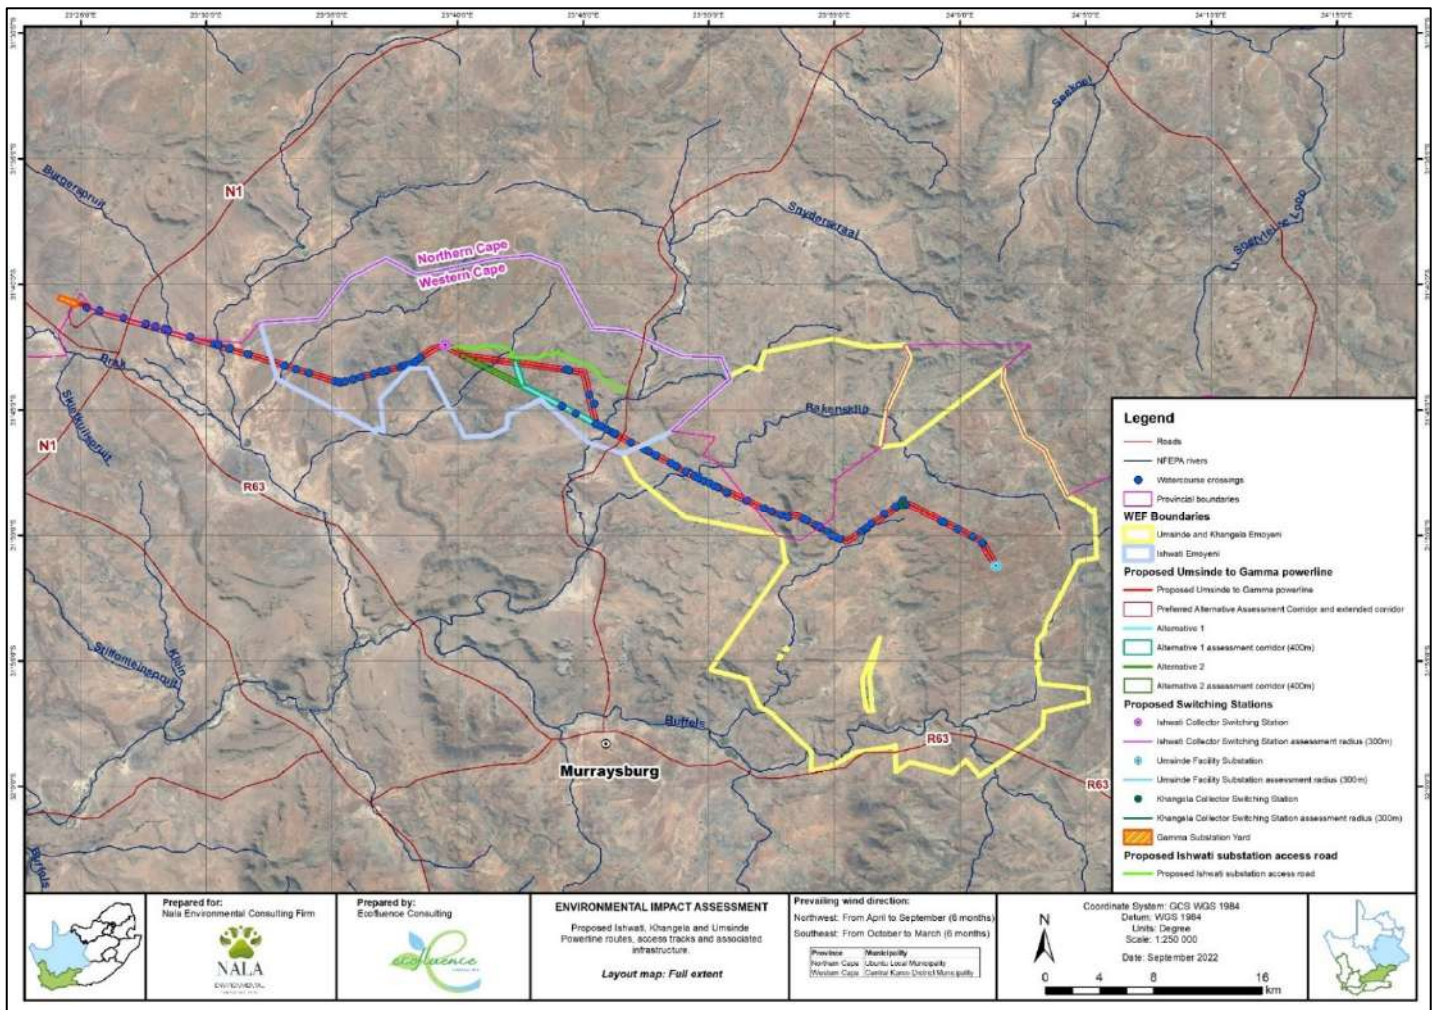 N1
Burgerspruit
Northern Cape
Western Cape
Snyderskraal
Seekoei
Brak
Skietkuilspruit
N1
R63
Rakensklip
Stilfonteinspruit
Klein
Buffels
Murraysburg
R63
R63
Buffels
Legend
Roads
NFEPA rivers
Watercourse crossings
Provincial boundaries
WEF Boundaries
Umsinde and Khangela Emoyeni
Ishwati Emoyeni
Proposed Umsinde to Gamma powerline
Proposed Umsinde to Gamma powerline
Preferred Alternative Assessment Corridor and extended corridor
Alternative 1
Alternative 1 assessment corridor (400m)
Alternative 2
Alternative 2 assessment corridor (400m)
Proposed Switching Stations
Ishwati Collector Switching Station
Ishwati Collector Switching Station assessment radius (300m)
Umsinde Facility Substation
Umsinde Facility Substation assessment radius (300m)
Khangela Collector Switching Station
Khangela Collector Switching Station assessment radius (300m)
Gamma Substation Yard
Proposed Ishwati substation access road
Proposed Ishwati substation access road
Prepared for:
Nala Environmental Consulting Firm
NALA
ENVIRONMENTAL
Prepared by:
Ecofluence Consulting
ecofluence
ENVIRONMENTAL IMPACT ASSESSMENT
Proposed Ishwati, Khangela and Umsinde
Powerline routes, access tracks and associated
infrastructure.
Layout map: Full extent
Prevailing wind direction:
Northwest: From April to September (6 months)
Southeast: From October to March (6 months)
Province Municipality
Northern Cape Ubuntu Local Municipality
Western Cape Central Karoo District Municipality
N
Coordinate System: GCS WGS 1984
Datum: WGS 1984
Units: Degree
Scale: 1:250 000
Date: September 2022
0 4 8 16
km